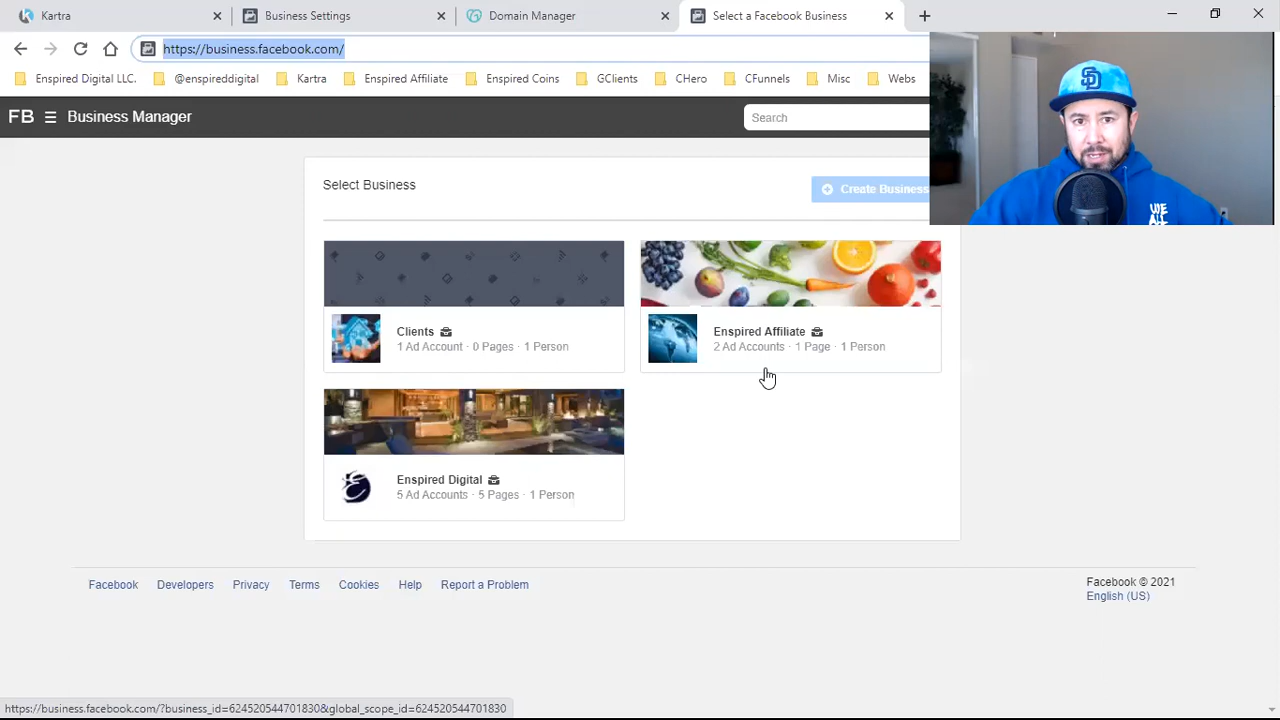 Kartra
Business Settings
Domain Manager
Select a Facebook Business
https://business.facebook.com/
Enspired Digital LLC.
@enspireddigital
Kartra
Enspired Affiliate
Enspired Coins
GClients
CHero
CFunnels
Misc
Webs
FB
Business Manager
Search
SD
WE
ALL
Select Business
Create Business
Clients
1 Ad Account · 0 Pages · 1 Person
Enspired Affiliate
2 Ad Accounts · 1 Page · 1 Person
Enspired Digital
5 Ad Accounts · 5 Pages · 1 Person
Facebook
Developers
Privacy
Terms
Cookies
Help
Report a Problem
Facebook © 2021
English (US)
https://business.facebook.com/?business_id=624520544701830&global_scope_id=624520544701830